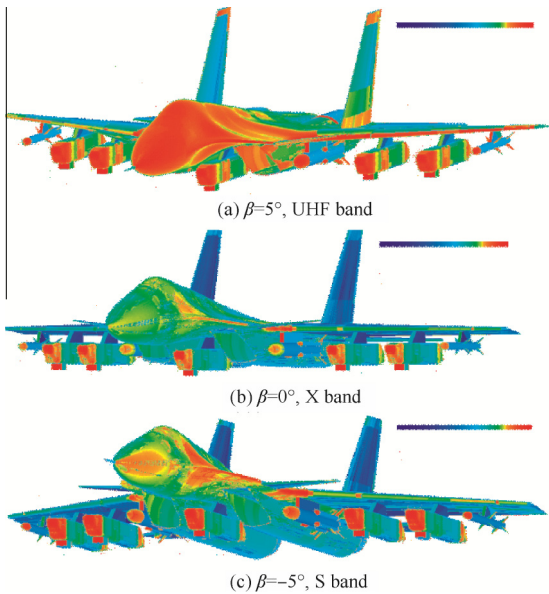 (a) β=5°, UHF band
(b) β=0°, X band
(c) β=−5°, S band